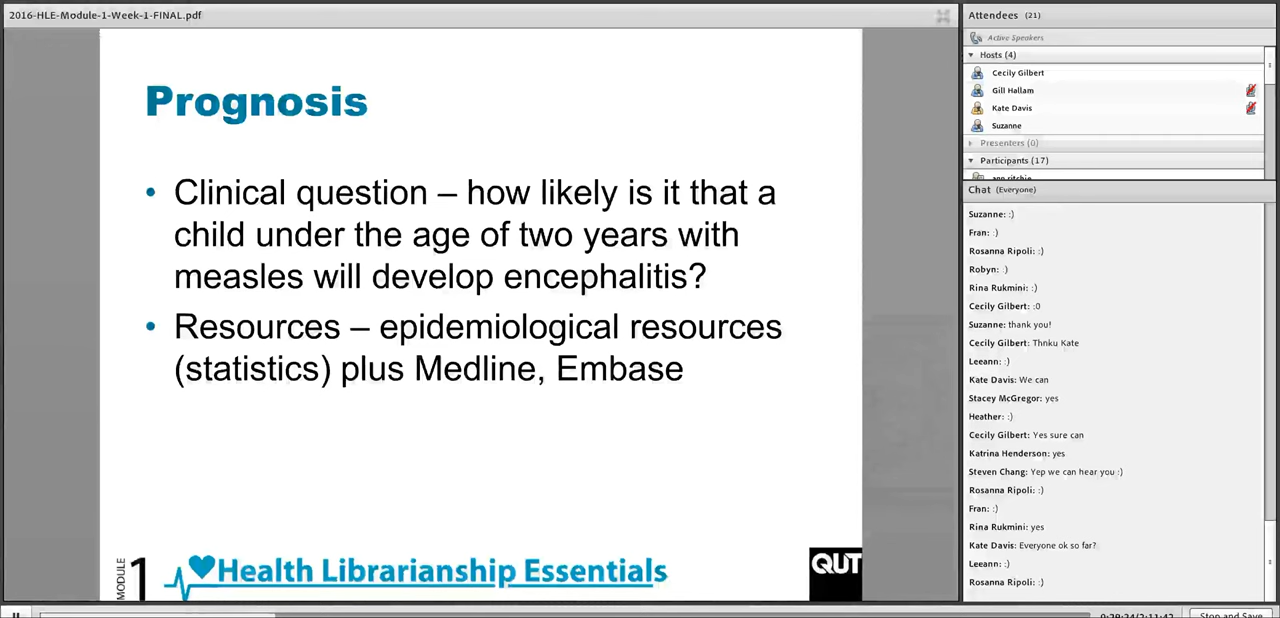 2016-HLE-Module-1-Week-1-FINAL.pdf
Prognosis
• Clinical question – how likely is it that a
child under the age of two years with
measles will develop encephalitis?
• Resources – epidemiological resources
(statistics) plus Medline, Embase
MODULE
1
Health Librarianship Essentials
QUT
Attendees (21)
Active Speakers
Hosts (4)
Cecily Gilbert
Gill Hallam
Kate Davis
Suzanne
Presenters (0)
Participants (17)
ann ritchie
Chat (Everyone)
Suzanne: :)
Fran: :)
Rosanna Ripoli: :)
Robyn: :)
Rina Rukmini: :)
Cecily Gilbert: :0
Suzanne: thank you!
Cecily Gilbert: Thnku Kate
Leeann: :)
Kate Davis: We can
Stacey McGregor: yes
Heather: :)
Cecily Gilbert: Yes sure can
Katrina Henderson: yes
Steven Chang: Yep we can hear you :)
Rosanna Ripoli: :)
Fran: :)
Rina Rukmini: yes
Kate Davis: Everyone ok so far?
Leeann: :)
Rosanna Ripoli: :)
Stop and Save